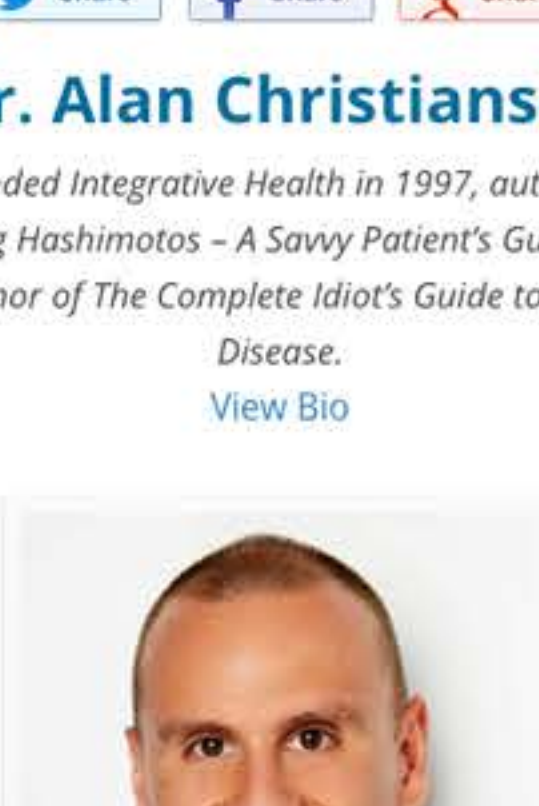 r. Alan Christians
ded Integrative Health in 1997, aut
g Hashimotos – A Savvy Patient's Gu
or of The Complete Idiot's Guide to
Disease.
View Bio